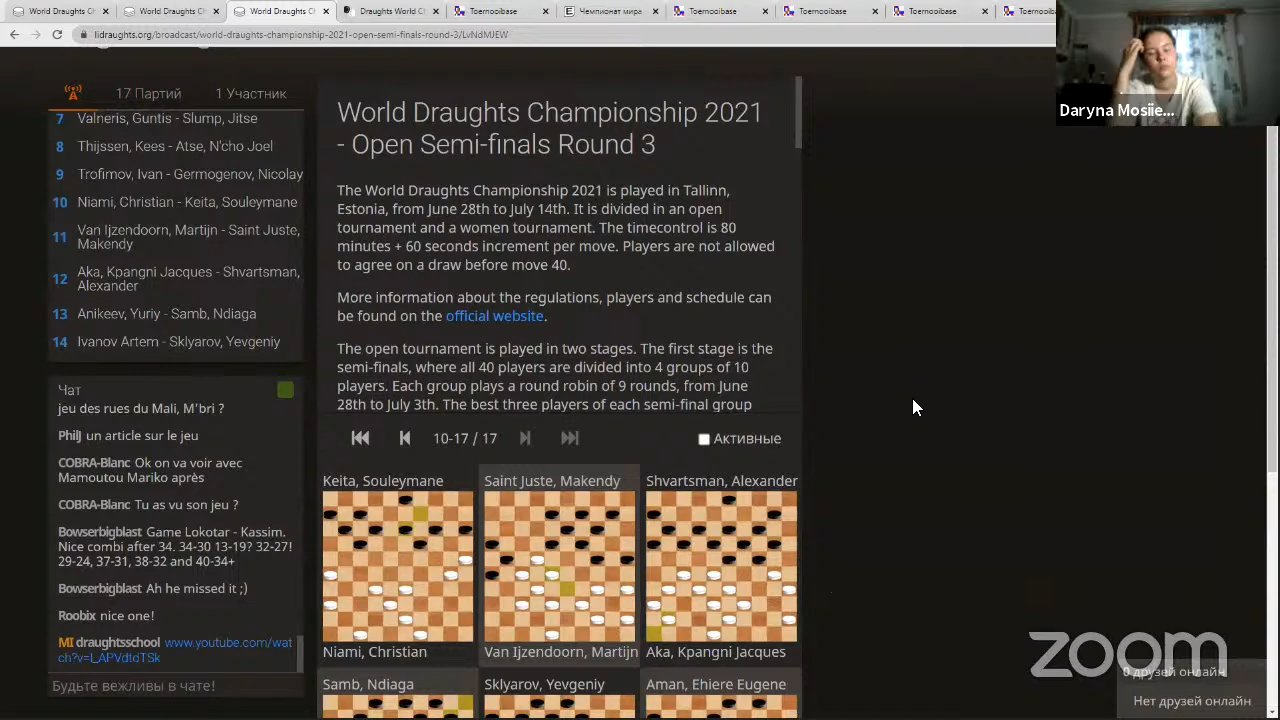 World Draughts C
World Draughts C
World Draughts C
Draughts World C
Toernooibase
Чемпионат мира
Toernooibase
Toernooibase
Toernooibase
lidraughts.org/broadcast/world-draughts-championship-2021-open-semi-finals-round-3/
Daryna Mosiie...
17 Партий
1 Участник
7 Valneris, Guntis - Slump, Jitse
8 Thijssen, Kees - Atse, N'cho Joel
9 Trofimov, Ivan - Germogenov, Nicolay
10 Niami, Christian - Keita, Souleymane
11 Van Ijzendoorn, Martijn - Saint Juste,
Makendy
12 Aka, Kpangni Jacques - Shvartsman,
Alexander
13 Anikeev, Yuriy - Samb, Ndiaga
14 Ivanov Artem - Sklyarov, Yevgeniy
Чат
jeu des rues du Mali, M'bri ?
PhilJ un article sur le jeu
COBRA-Blanc Ok on va voir avec
Mamoutou Mariko après
COBRA-Blanc Tu as vu son jeu ?
Bowserbigblast Game Lokotar - Kassim.
Nice combi after 34. 34-30 13-19? 32-27!
29-24, 37-31, 38-32 and 40-34+
Bowserbigblast Ah he missed it ;)
Roobix nice one!
MI draughtsschool www.youtube.com/wat
ch?v=L_APVdtdTSk
Будьте вежливы в чате!
World Draughts Championship 2021
- Open Semi-finals Round 3
The World Draughts Championship 2021 is played in Tallinn,
Estonia, from June 28th to July 14th. It is divided in an open
tournament and a women tournament. The timecontrol is 80
minutes + 60 seconds increment per move. Players are not allowed
to agree on a draw before move 40.
More information about the regulations, players and schedule can
be found on the official website.
The open tournament is played in two stages. The first stage is the
semi-finals, where all 40 players are divided into 4 groups of 10
players. Each group plays a round robin of 9 rounds, from June
28th to July 3th. The best three players of each semi-final group
10-17 / 17
Активные
Keita, Souleymane
Saint Juste, Makendy
Shvartsman, Alexander
Niami, Christian
Van Ijzendoorn, Martijn
Aka, Kpangni Jacques
Samb, Ndiaga
Sklyarov, Yevgeniy
Aman, Ehiere Eugene
zoom
0 друзей онлайн
Нет друзей онлайн